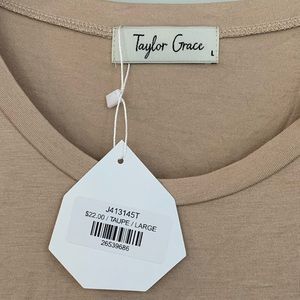 Taylor Grace
L
J413145T
$22.00 / TAUPE / LARGE
26539686